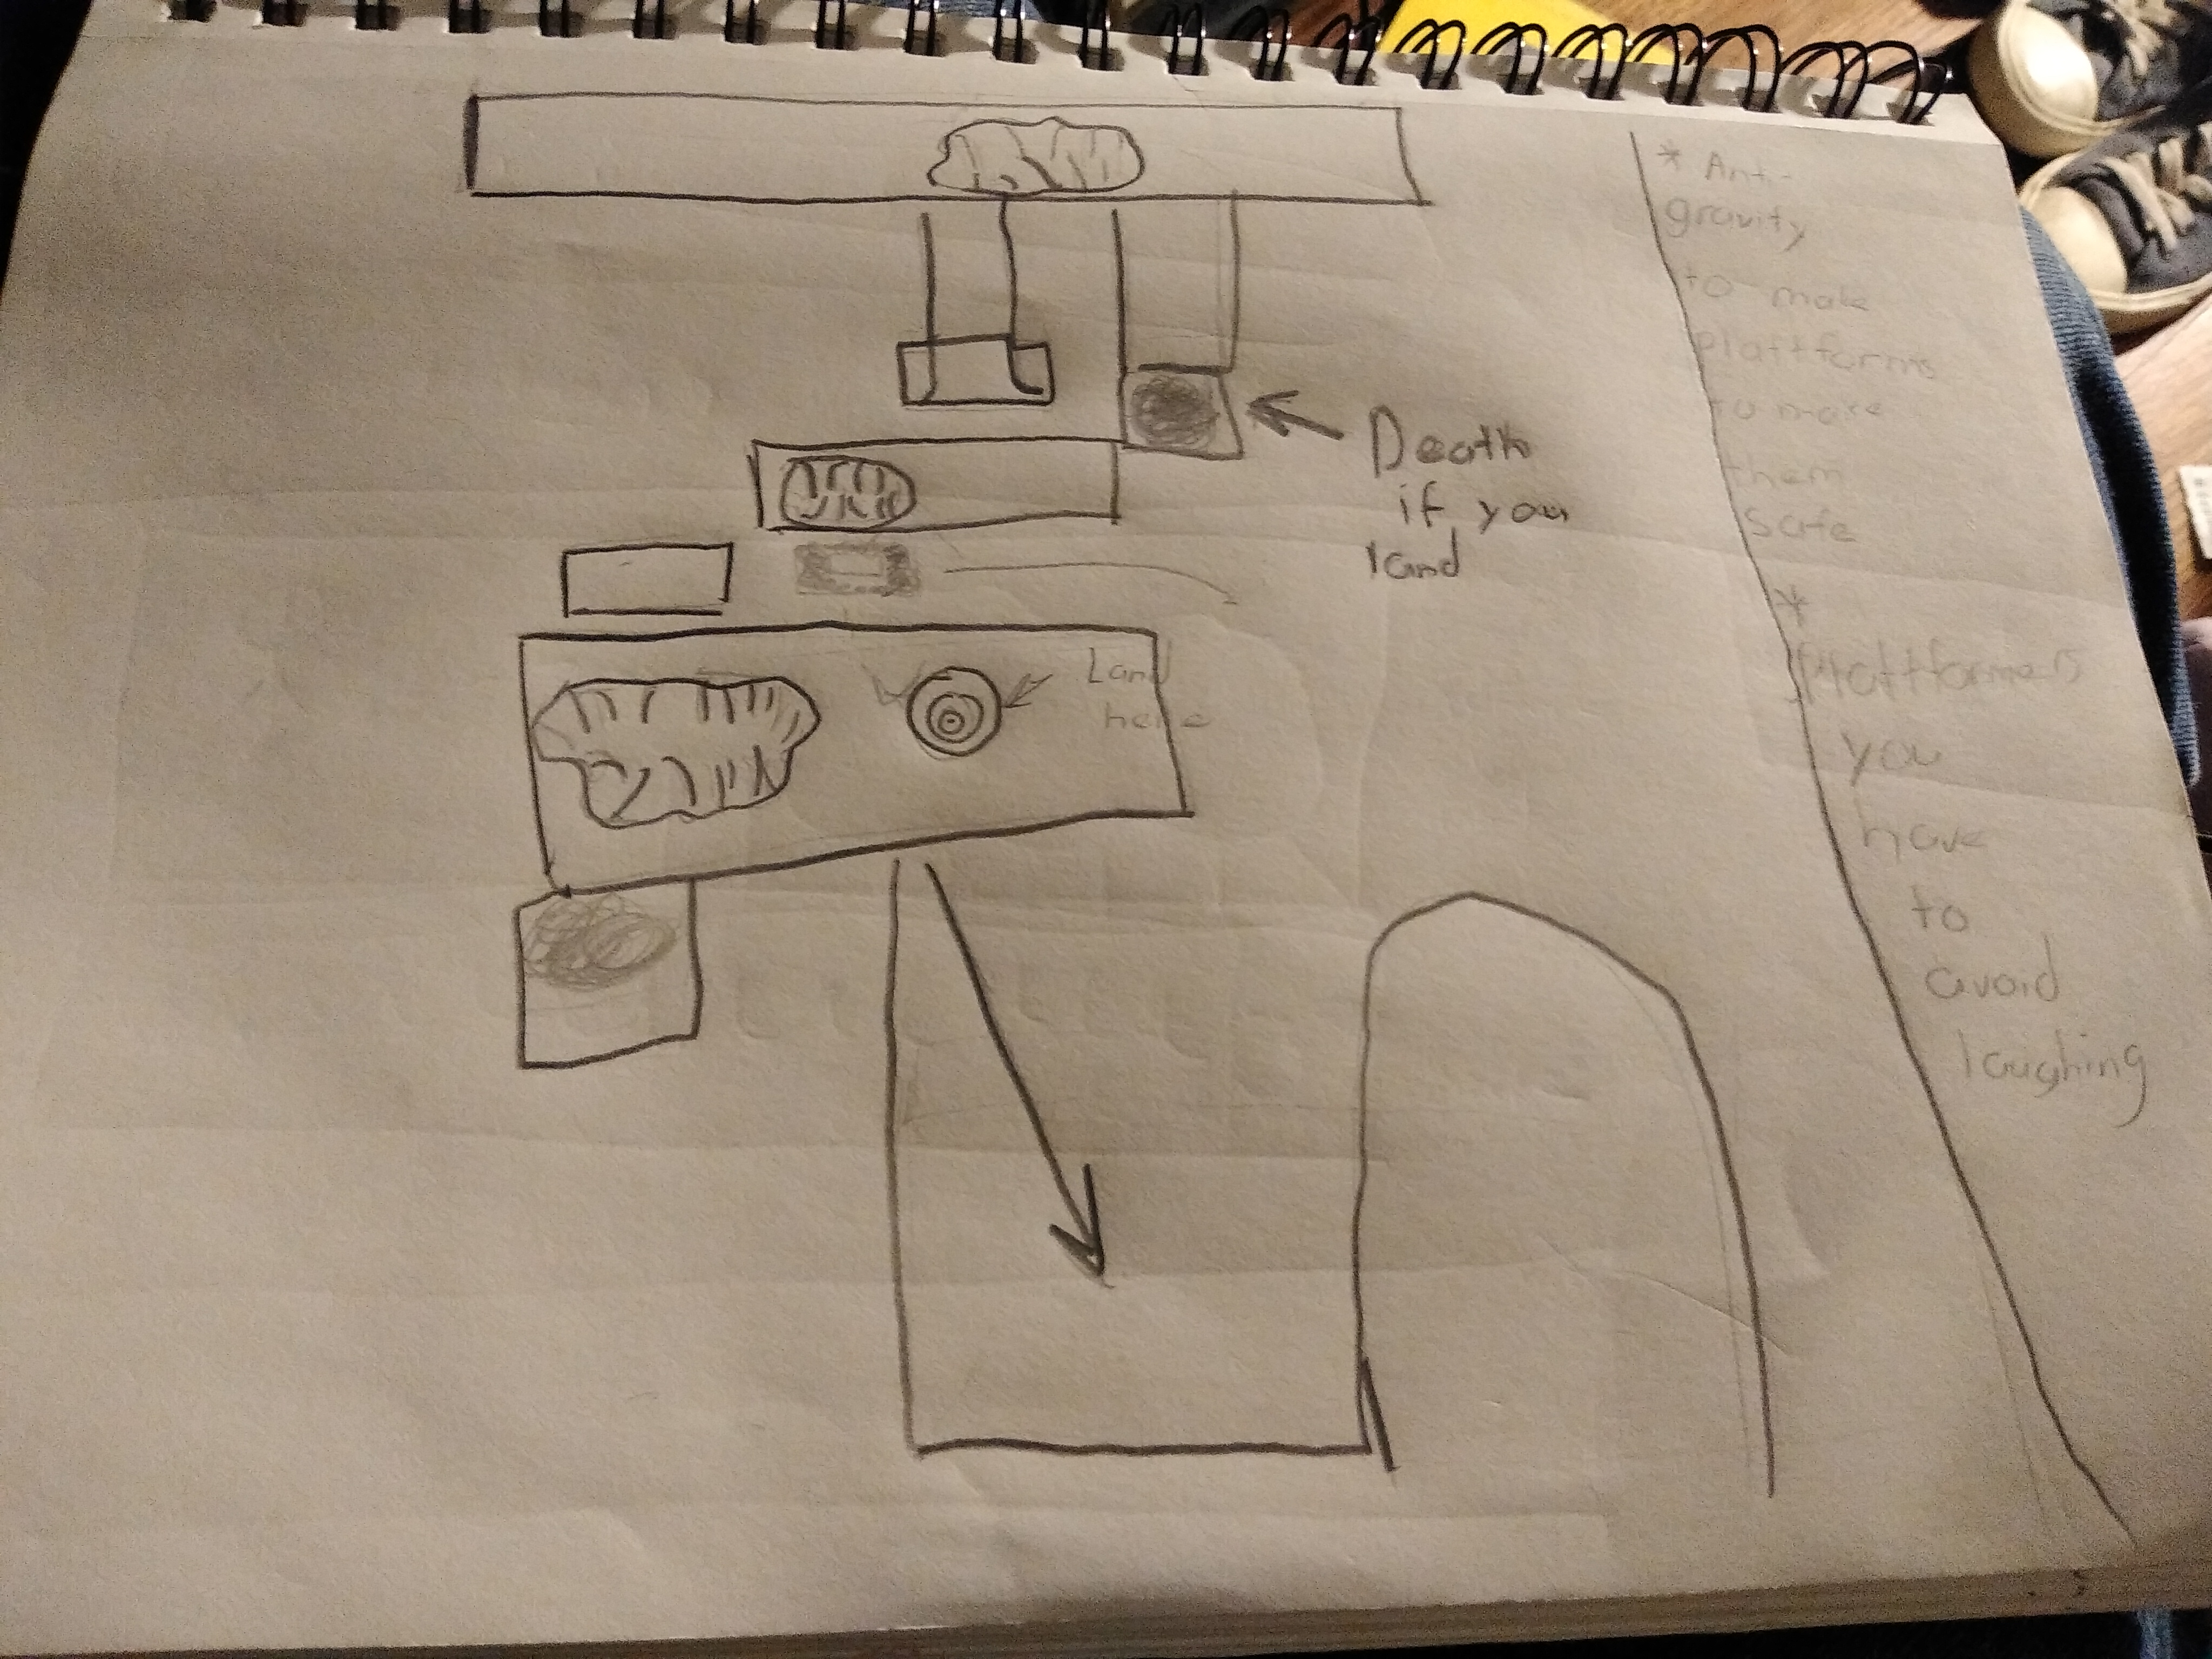 Death
if you
land
Land
here
* Anti-
gravity
to make
plattforms
to make
them
safe
*
Plattformers
you
have
to
avoid
laughing